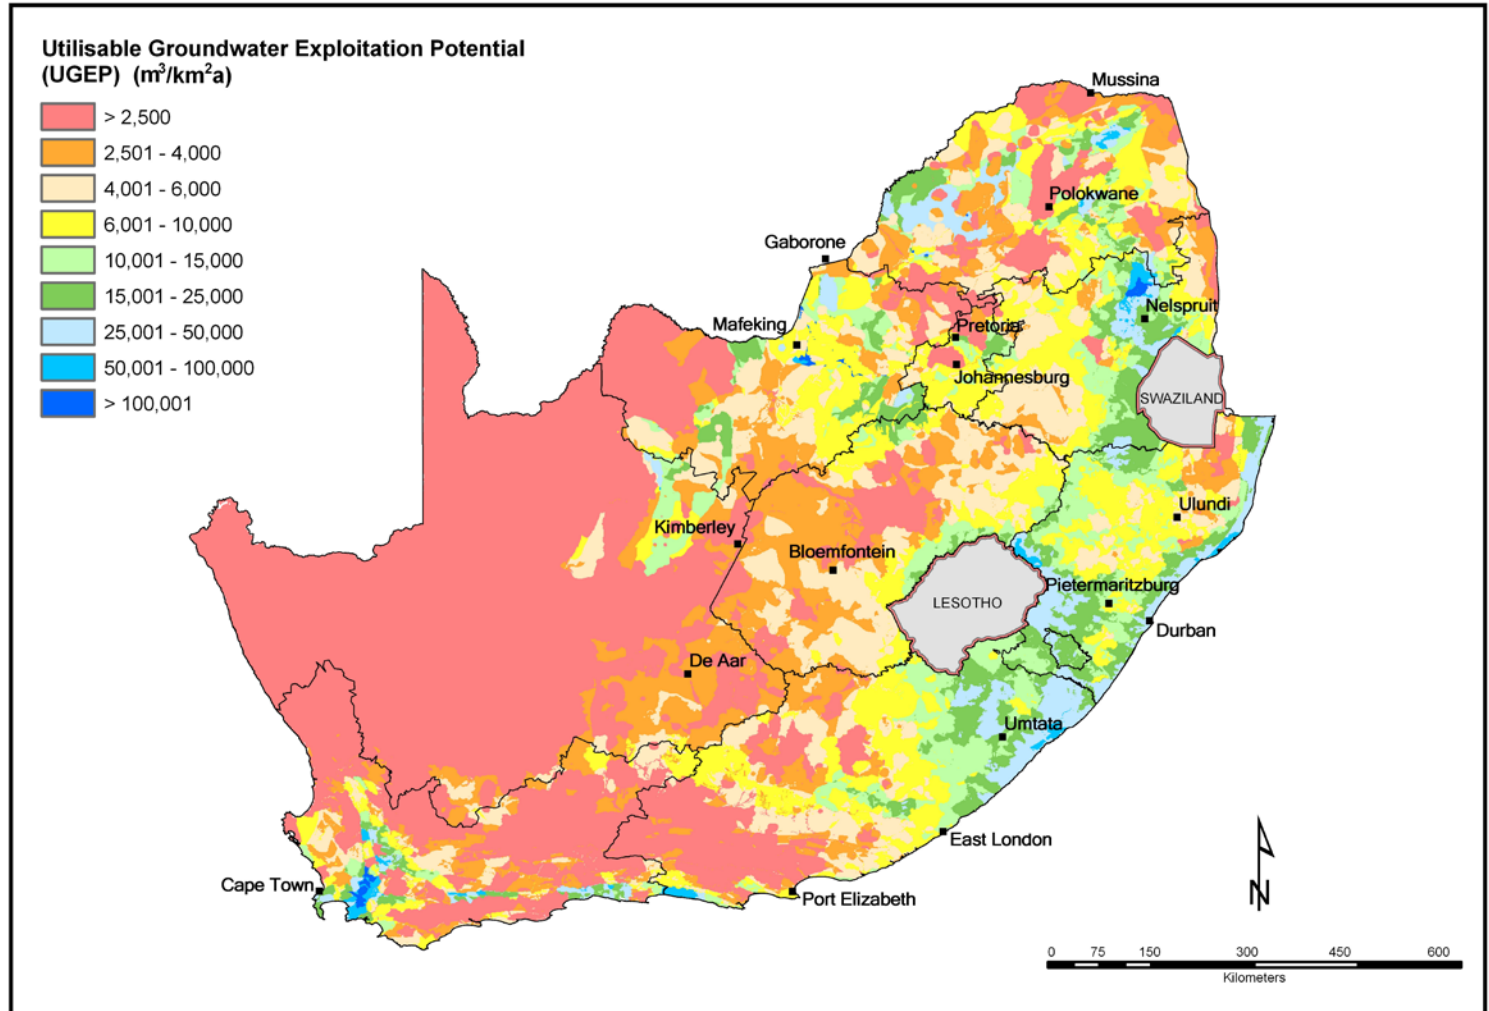 Utilisable Groundwater Exploitation Potential
(UGEP) (m³/km²a)
> 2,500
2,501 - 4,000
4,001 - 6,000
6,001 - 10,000
10,001 - 15,000
15,001 - 25,000
25,001 - 50,000
50,001 - 100,000
> 100,001
Mussina
Polokwane
Gaborone
Nelspruit
Mafeking
Pretoria
Johannesburg
SWAZILAND
Ulundi
Kimberley
Bloemfontein
Pietermaritzburg
LESOTHO
Durban
De Aar
Umtata
East London
Cape Town
Port Elizabeth
N
0 75 150 300 450 600
Kilometers